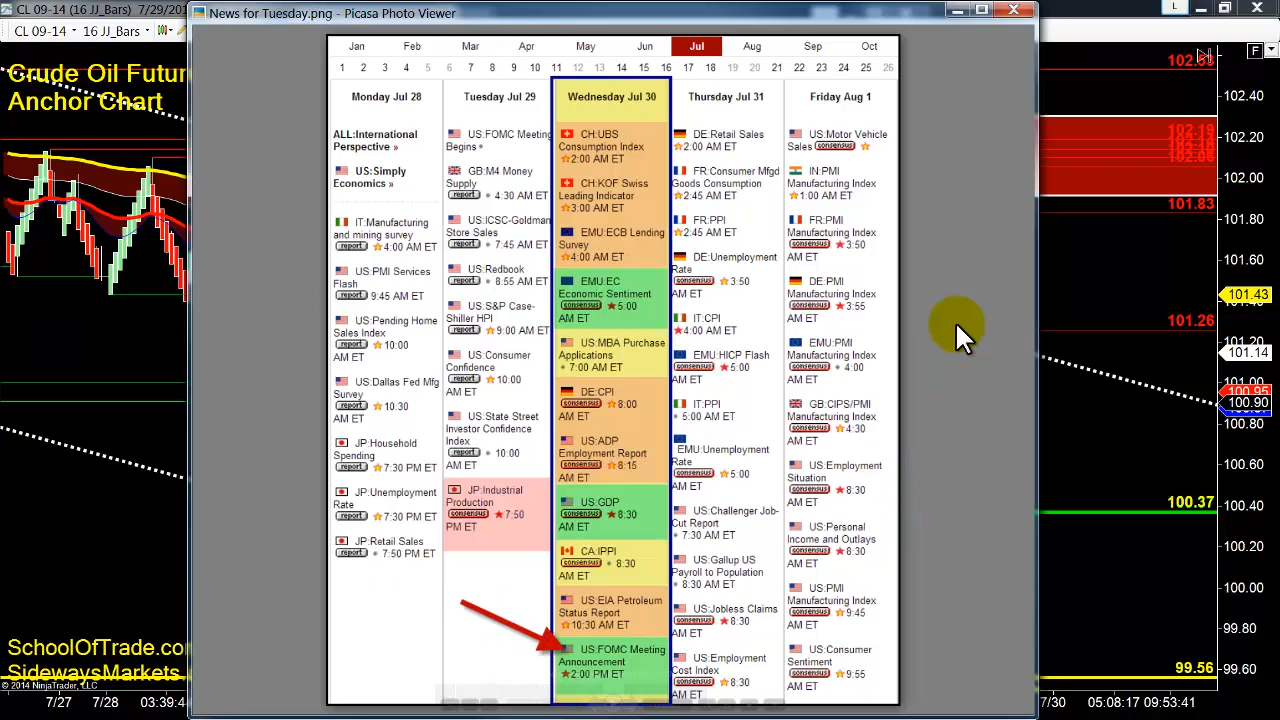 CL 09-14 (16 JJ_Bars) 7/29/20
News for Tuesday.png - Picasa Photo Viewer
L
CL 09-14
16 JJ_Bars
F
Crude Oil Futur
Anchor Chart
Jan Feb Mar Apr May Jun Jul Aug Sep Oct
1 2 3 4 5 6 7 8 9 10 11 12 13 14 15 16 17 18 19 20 21 22 23 24 25 26
Monday Jul 28
ALL:International
Perspective »
US:Simply
Economics »
IT:Manufacturing
and mining survey
report 4:00 AM ET
US:PMI Services
Flash
report 9:45 AM ET
US:Pending Home
Sales Index
report 10:00
AM ET
US:Dallas Fed Mfg
Survey
report 10:30
AM ET
JP:Household
Spending
report 7:30 PM ET
JP:Unemployment
Rate
report 7:30 PM ET
JP:Retail Sales
report 7:50 PM ET
Tuesday Jul 29
US:FOMC Meeting
Begins
GB:M4 Money
Supply
report 4:30 AM ET
US:ICSC-Goldman
Store Sales
report 7:45 AM ET
US:Redbook
report 8:55 AM ET
US:S&P Case-
Shiller HPI
report 9:00 AM ET
US:Consumer
Confidence
report 10:00
AM ET
US:State Street
Investor Confidence
Index
report 10:00
AM ET
JP:Industrial
Production
consensus 7:50
PM ET
Wednesday Jul 30
CH:UBS
Consumption Index
2:00 AM ET
CH:KOF Swiss
Leading Indicator
3:00 AM ET
EMU:ECB Lending
Survey
4:00 AM ET
EMU:EC
Economic Sentiment
consensus 5:00
AM ET
US:MBA Purchase
Applications
7:00 AM ET
DE:CPI
consensus 8:00
AM ET
US:ADP
Employment Report
consensus 8:15
AM ET
US:GDP
consensus 8:30
AM ET
CA:IPPI
consensus 8:30
AM ET
US:EIA Petroleum
Status Report
10:30 AM ET
US:FOMC Meeting
Announcement
2:00 PM ET
Thursday Jul 31
DE:Retail Sales
2:00 AM ET
FR:Consumer Mfgd
Goods Consumption
2:45 AM ET
FR:PPI
2:45 AM ET
DE:Unemployment
Rate
consensus 3:50
AM ET
IT:CPI
4:00 AM ET
EMU:HICP Flash
consensus 5:00
AM ET
IT:PPI
5:00 AM ET
EMU:Unemployment
Rate
consensus 5:00
AM ET
US:Challenger Job-
Cut Report
7:30 AM ET
US:Gallup US
Payroll to Population
8:30 AM ET
US:Jobless Claims
consensus 8:30
AM ET
US:Employment
Cost Index
consensus 8:30
AM ET
Friday Aug 1
US:Motor Vehicle
Sales consensus
IN:PMI
Manufacturing Index
1:00 AM ET
FR:PMI
Manufacturing Index
consensus 3:50
AM ET
DE:PMI
Manufacturing Index
consensus 3:55
AM ET
EMU:PMI
Manufacturing Index
consensus 4:00
AM ET
GB:CIPS/PMI
Manufacturing Index
consensus 4:30
AM ET
US:Employment
Situation
consensus 8:30
AM ET
US:Personal
Income and Outlays
consensus 8:30
AM ET
US:PMI
Manufacturing Index
consensus 9:45
AM ET
US:Consumer
Sentiment
consensus 9:55
AM ET
102.40
102.19
102.20
102.06
102.00
101.83
101.80
101.60
101.43
101.26
101.14
101.00
100.95
100.90
100.80
100.60
100.37
100.40
100.20
100.00
99.80
99.56
99.60
SchoolOfTrade.co
SidewaysMarkets
© 2014 NinjaTrader, LLC
7/27 7/28 03:39:4
7/30 05:08:17 09:53:41